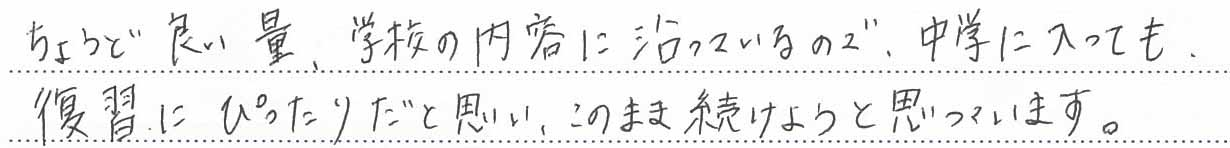 ちょうど良い量、学校の内容に沿っているので、中学に入っても、
復習にぴったりだと思い、このまま続けようと思っています。